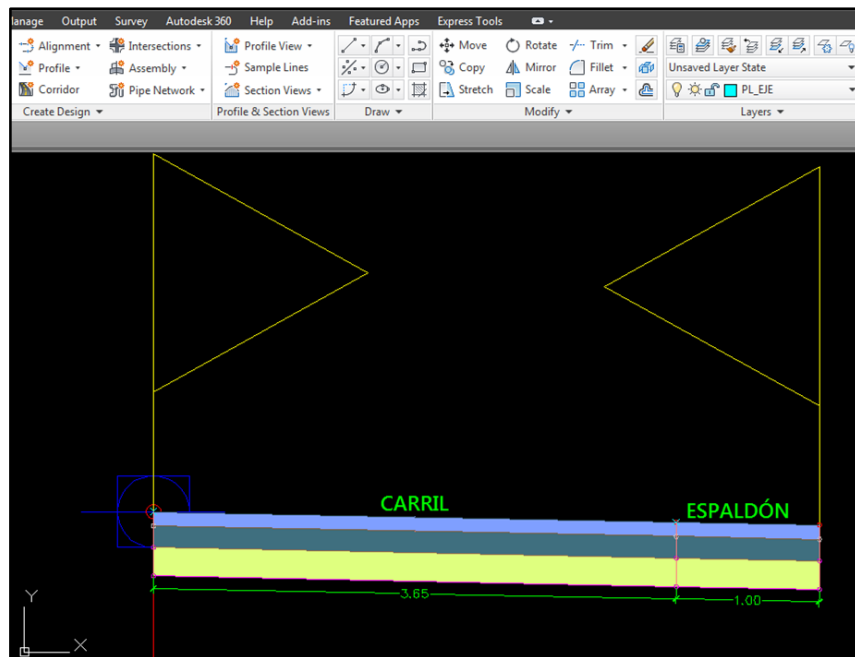 lanage Output Survey Autodesk 360 Help Add-ins Featured Apps Express Tools
Alignment Intersections Profile View Move Rotate Trim
Profile Assembly Sample Lines Copy Mirror Fillet Unsaved Layer State
Corridor Pipe Network Section Views Stretch Scale Array PL_EJE
Create Design Profile & Section Views Draw Modify Layers
CARRIL
ESPALDÓN
3.65
1.00
Y
X